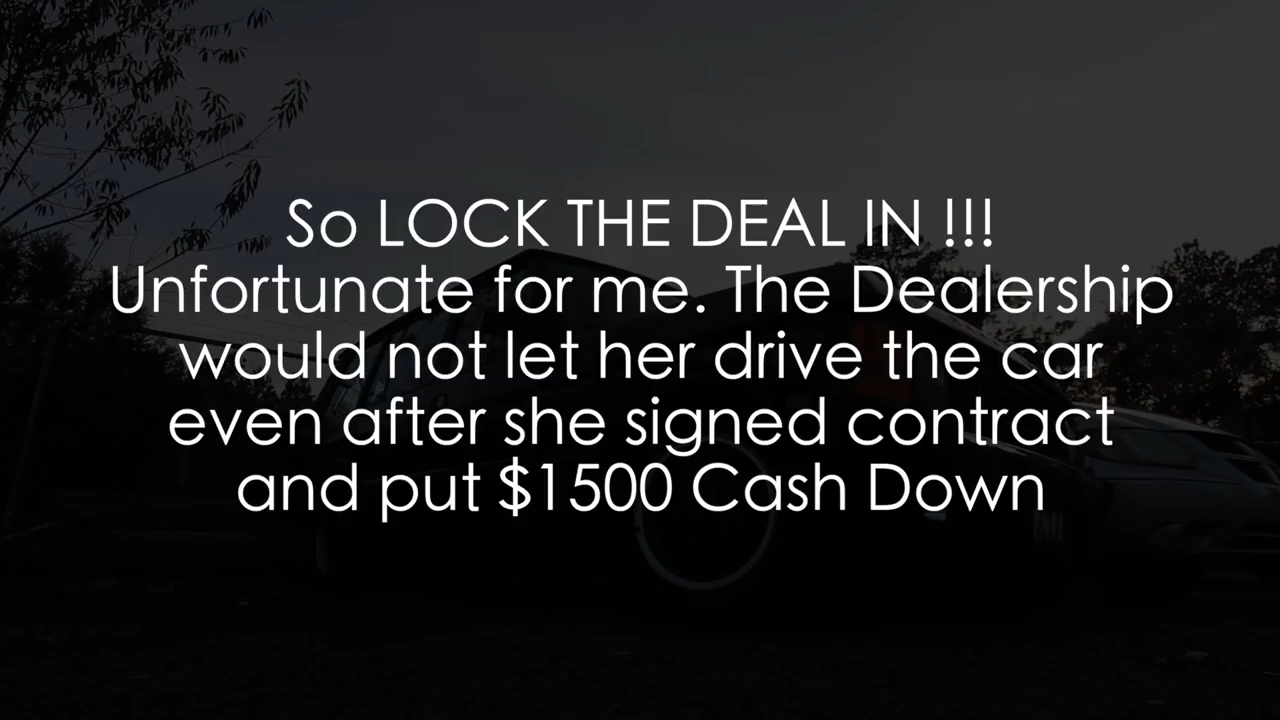 So LOCK THE DEAL IN !!!
Unfortunate for me. The Dealership
would not let her drive the car
even after she signed contract
and put $1500 Cash Down